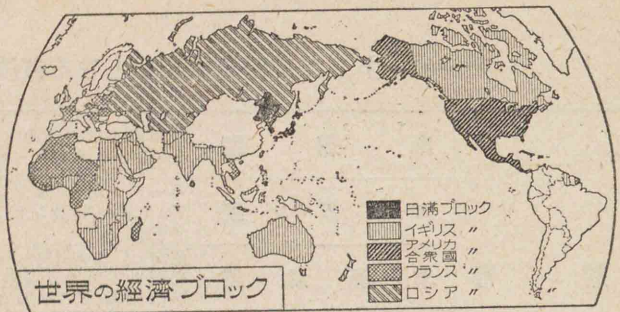 日滿ブロック
イギリス 〃
アメリカ
合衆國 〃
フランス 〃
ロシア 〃
世界の經濟ブロック